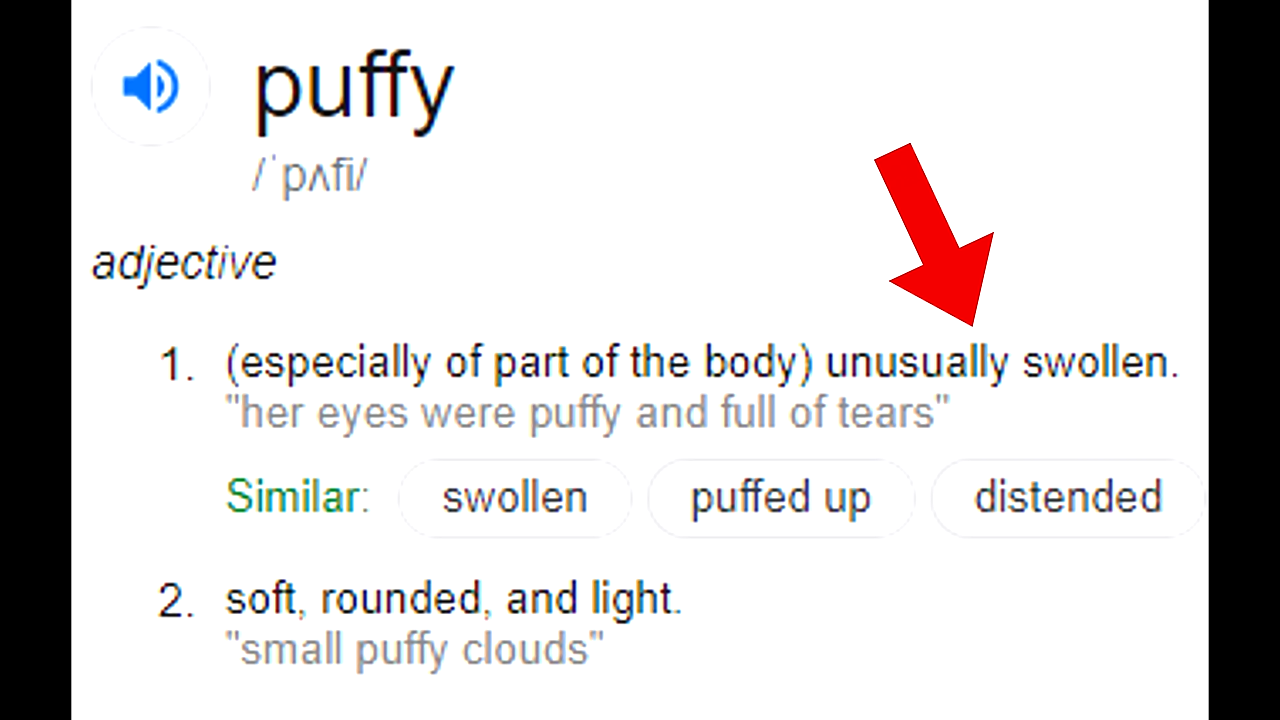 puffy
/ˈpʌfi/
adjective
1. (especially of part of the body) unusually swollen.
"her eyes were puffy and full of tears"
Similar: swollen puffed up distended
2. soft, rounded, and light.
"small puffy clouds"